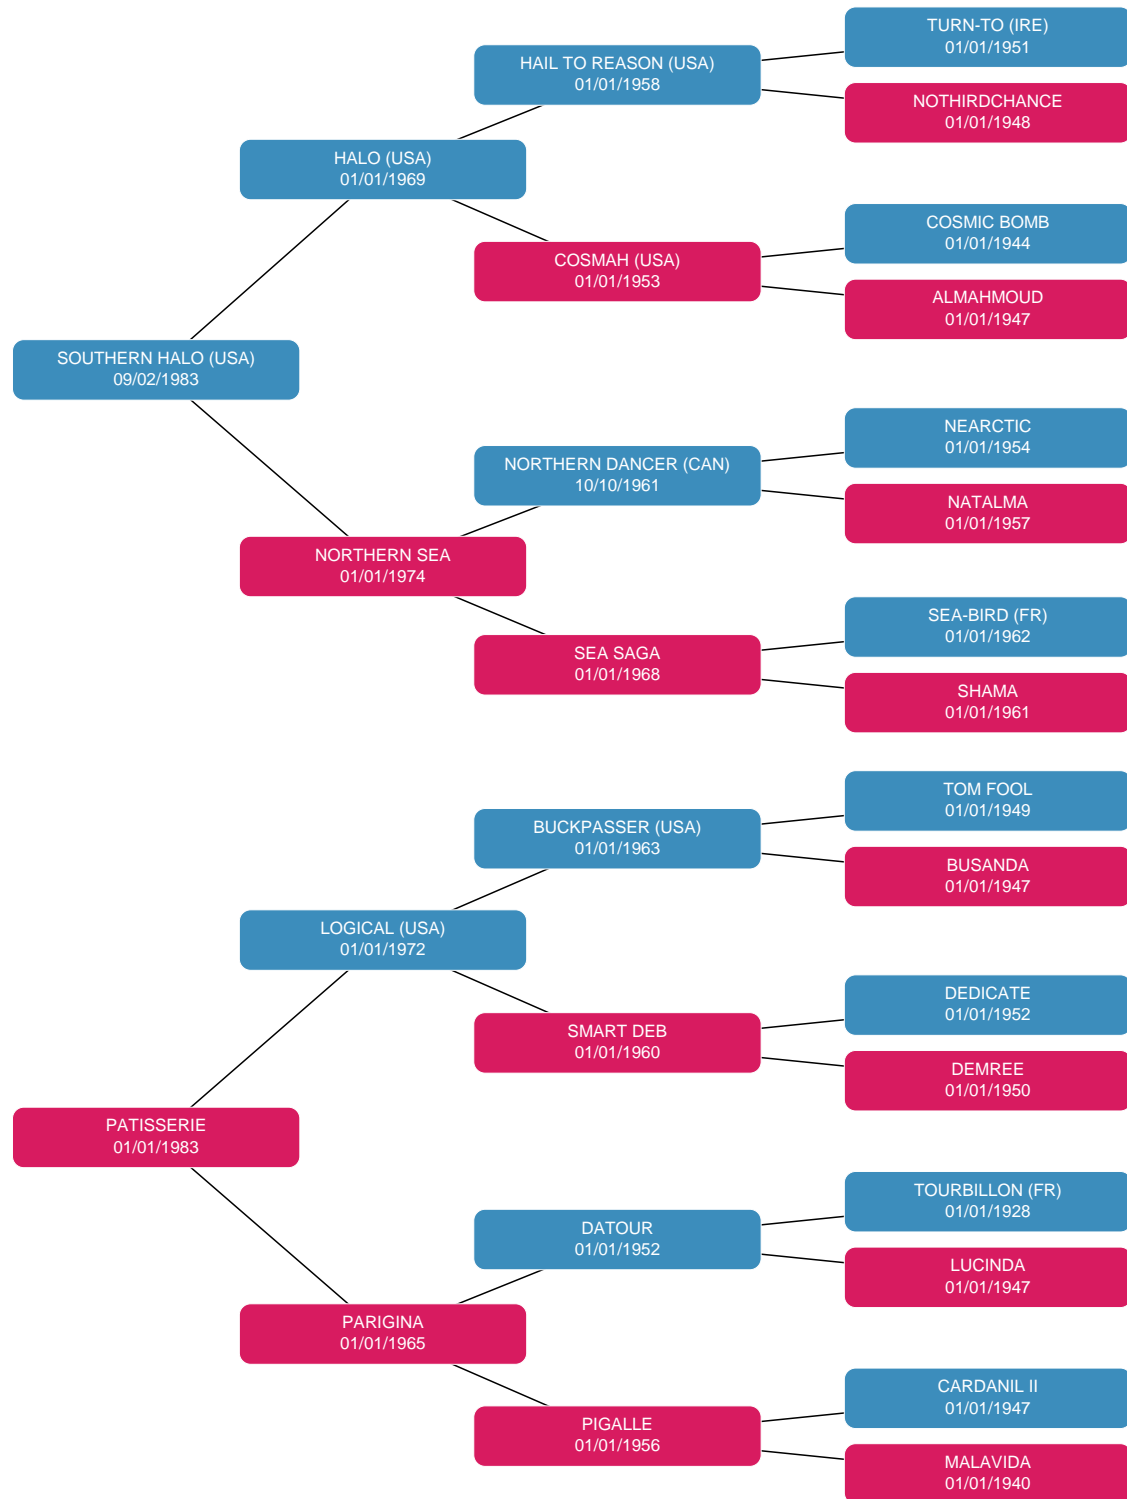 TURN-TO (IRE)
01/01/1951
HAIL TO REASON (USA)
01/01/1958
NOTHIRDCHANCE
01/01/1948
HALO (USA)
01/01/1969
COSMIC BOMB
01/01/1944
COSMAH (USA)
01/01/1953
ALMAHMOUD
01/01/1947
SOUTHERN HALO (USA)
09/02/1983
NEARCTIC
01/01/1954
NORTHERN DANCER (CAN)
10/10/1961
NATALMA
01/01/1957
NORTHERN SEA
01/01/1974
SEA-BIRD (FR)
01/01/1962
SEA SAGA
01/01/1968
SHAMA
01/01/1961
TOM FOOL
01/01/1949
BUCKPASSER (USA)
01/01/1963
BUSANDA
01/01/1947
LOGICAL (USA)
01/01/1972
DEDICATE
01/01/1952
SMART DEB
01/01/1960
DEMREE
01/01/1950
PATISSERIE
01/01/1983
TOURBILLON (FR)
01/01/1928
DATOUR
01/01/1952
LUCINDA
01/01/1947
PARIGINA
01/01/1965
CARDANIL II
01/01/1947
PIGALLE
01/01/1956
MALAVIDA
01/01/1940